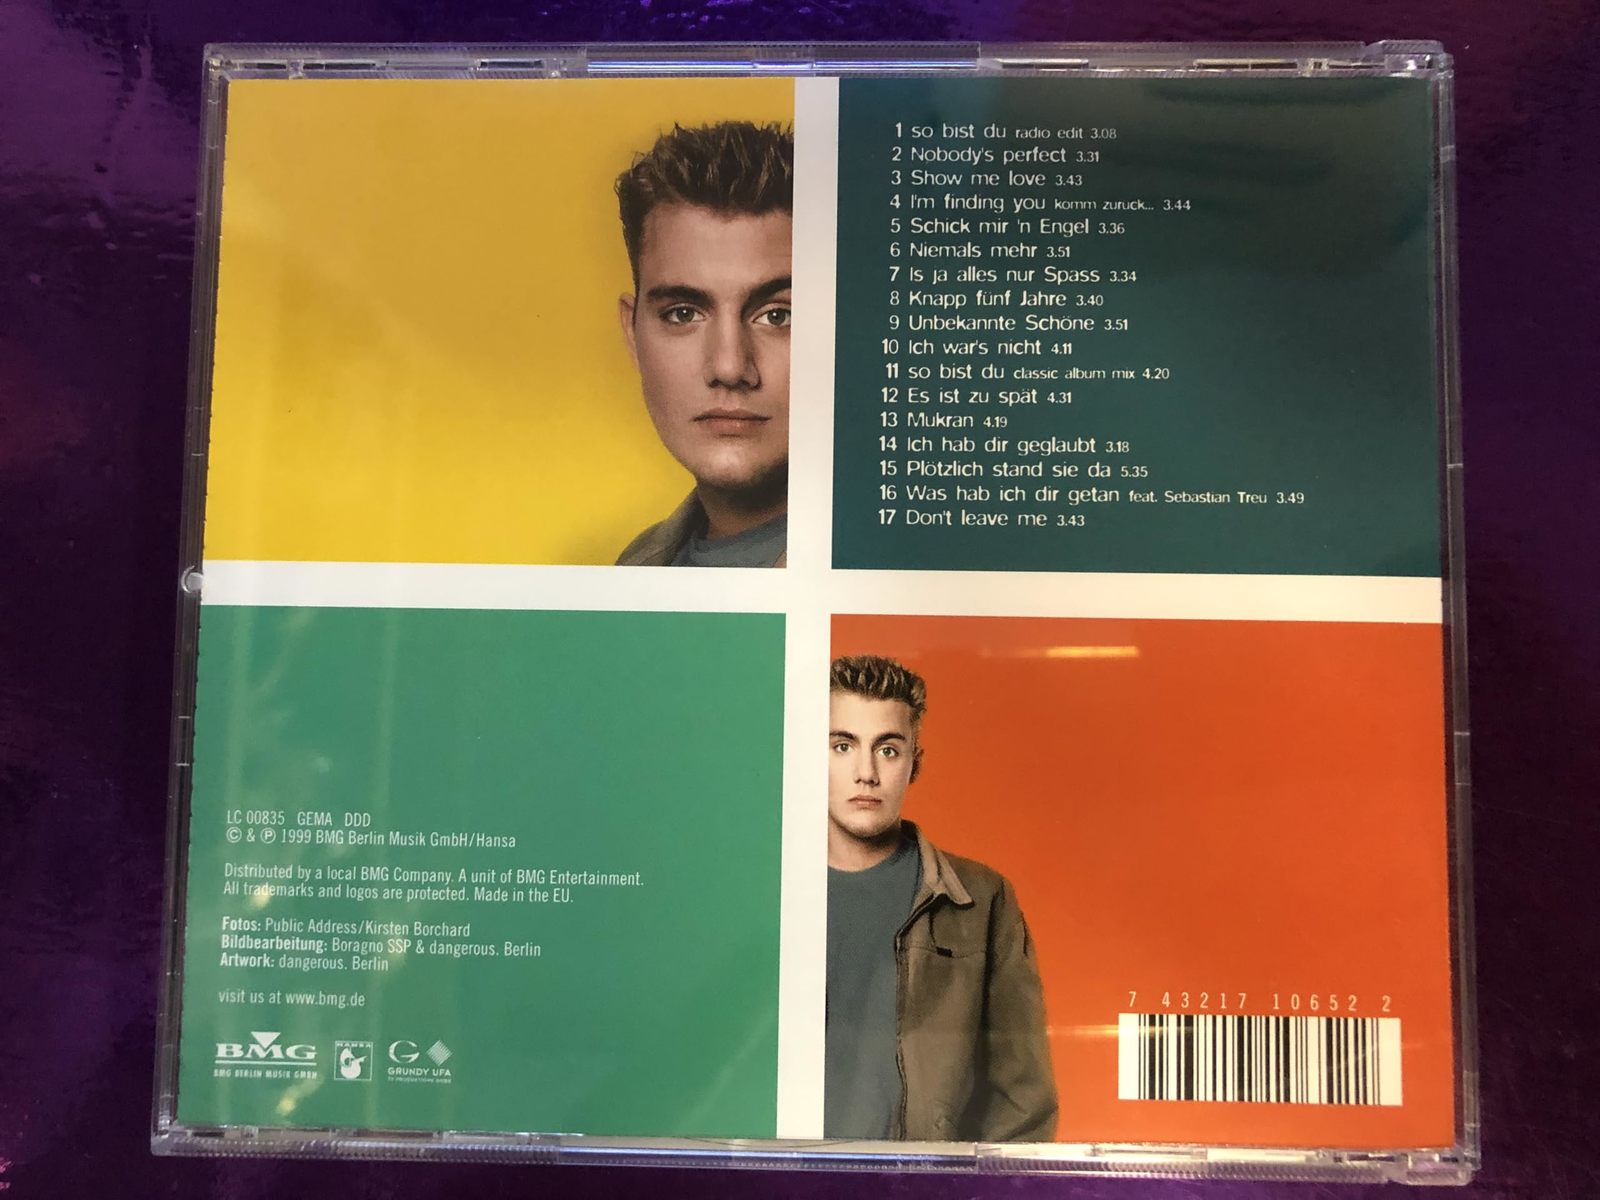 1 so bist du radio edit 3.08
2 Nobody's perfect 3.31
3 Show me love 3.43
4 I'm finding you komm zurück... 3.44
5 Schick mir 'n Engel 3.36
6 Niemals mehr 3.51
7 Is ja alles nur Spass 3.34
8 Knapp fünf Jahre 3.40
9 Unbekannte Schöne 3.51
10 Ich war's nicht 4.11
11 so bist du classic album mix 4.20
12 Es ist zu spät 4.31
13 Mukran 4.19
14 Ich hab dir geglaubt 3.18
15 Plötzlich stand sie da 5.35
16 Was hab ich dir getan feat. Sebastian Treu 3.49
17 Don't leave me 3.43
LC 00835 GEMA DDD
© & ℗ 1999 BMG Berlin Musik GmbH/Hansa
Distributed by a local BMG Company. A unit of BMG Entertainment.
All trademarks and logos are protected. Made in the EU.
Fotos: Public Address/Kirsten Borchard
Bildbearbeitung: Boragno SSP & dangerous. Berlin
Artwork: dangerous. Berlin
visit us at www.bmg.de
BMG
BMG BERLIN MUSIK GMBH
HANSA
GRUNDY UFA
TV PRODUKTIONS GMBH
7 43217 10652 2